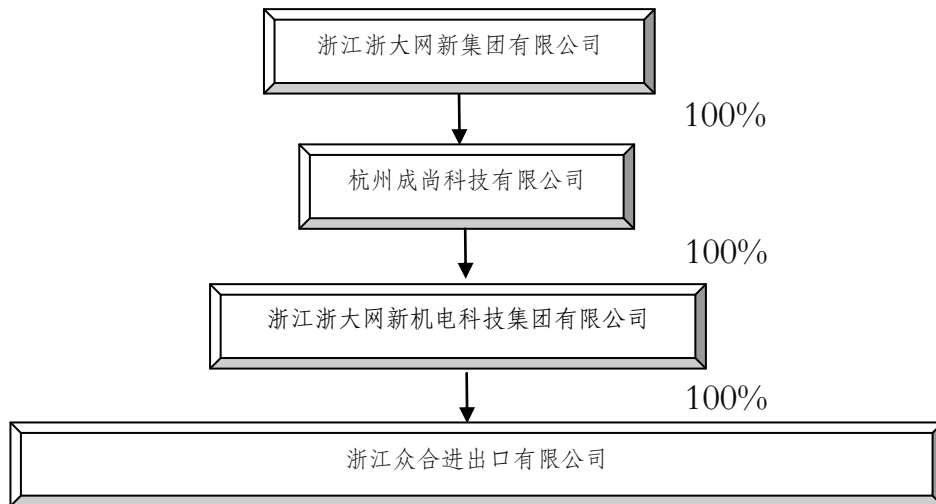 浙江浙大网新集团有限公司
100%
杭州成尚科技有限公司
100%
浙江浙大网新机电科技集团有限公司
100%
浙江众合进出口有限公司